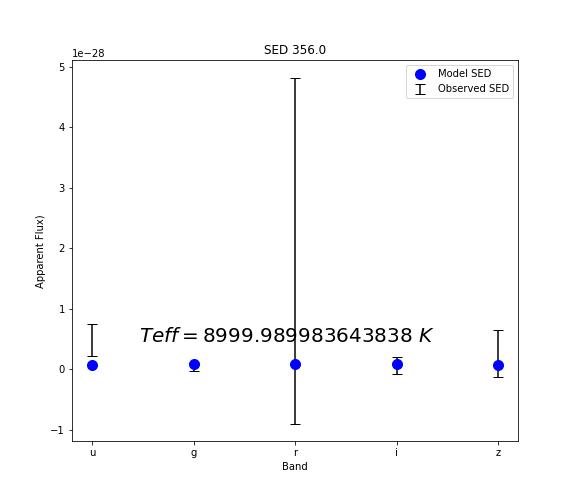 SED 356.0
1e−28
Model SED
Observed SED
5
4
3
2
1
0
−1
Apparent Flux)
Teff = 8999.989983643838 K
u g r i z
Band